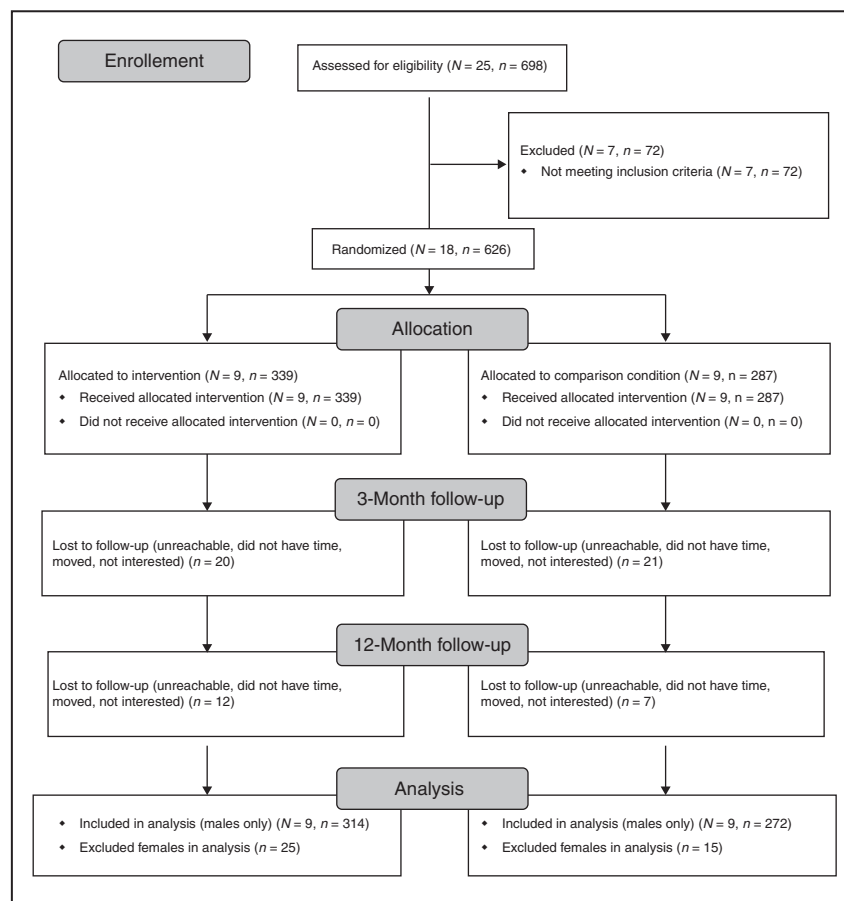 Enrollement
Assessed for eligibility (N = 25, n = 698)
Excluded (N = 7, n = 72)
◆ Not meeting inclusion criteria (N = 7, n = 72)
Randomized (N = 18, n = 626)
Allocation
Allocated to intervention (N = 9, n = 339)
◆ Received allocated intervention (N = 9, n = 339)
◆ Did not receive allocated intervention (N = 0, n = 0)
Allocated to comparison condition (N = 9, n = 287)
◆ Received allocated intervention (N = 9, n = 287)
◆ Did not receive allocated intervention (N = 0, n = 0)
3-Month follow-up
Lost to follow-up (unreachable, did not have time,
moved, not interested) (n = 20)
Lost to follow-up (unreachable, did not have time,
moved, not interested) (n = 21)
12-Month follow-up
Lost to follow-up (unreachable, did not have time,
moved, not interested) (n = 12)
Lost to follow-up (unreachable, did not have time,
moved, not interested) (n = 7)
Analysis
◆ Included in analysis (males only) (N = 9, n = 314)
◆ Excluded females in analysis (n = 25)
◆ Included in analysis (males only) (N = 9, n = 272)
◆ Excluded females in analysis (n = 15)